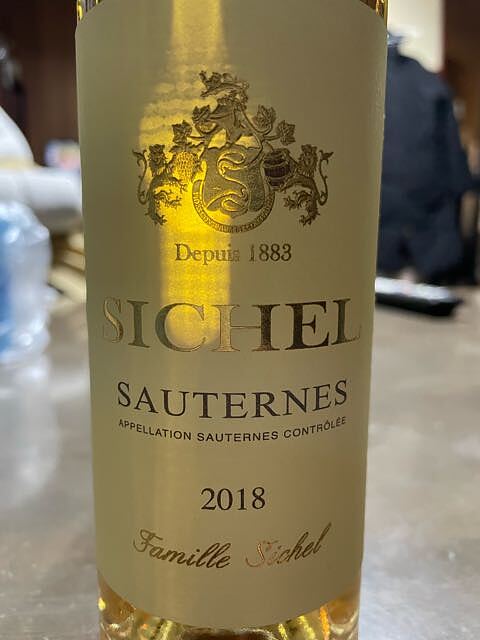 Depuis 1883
SICHEL
SAUTERNES
APPELLATION SAUTERNES CONTRÔLÉE
2018
Famille Sichel